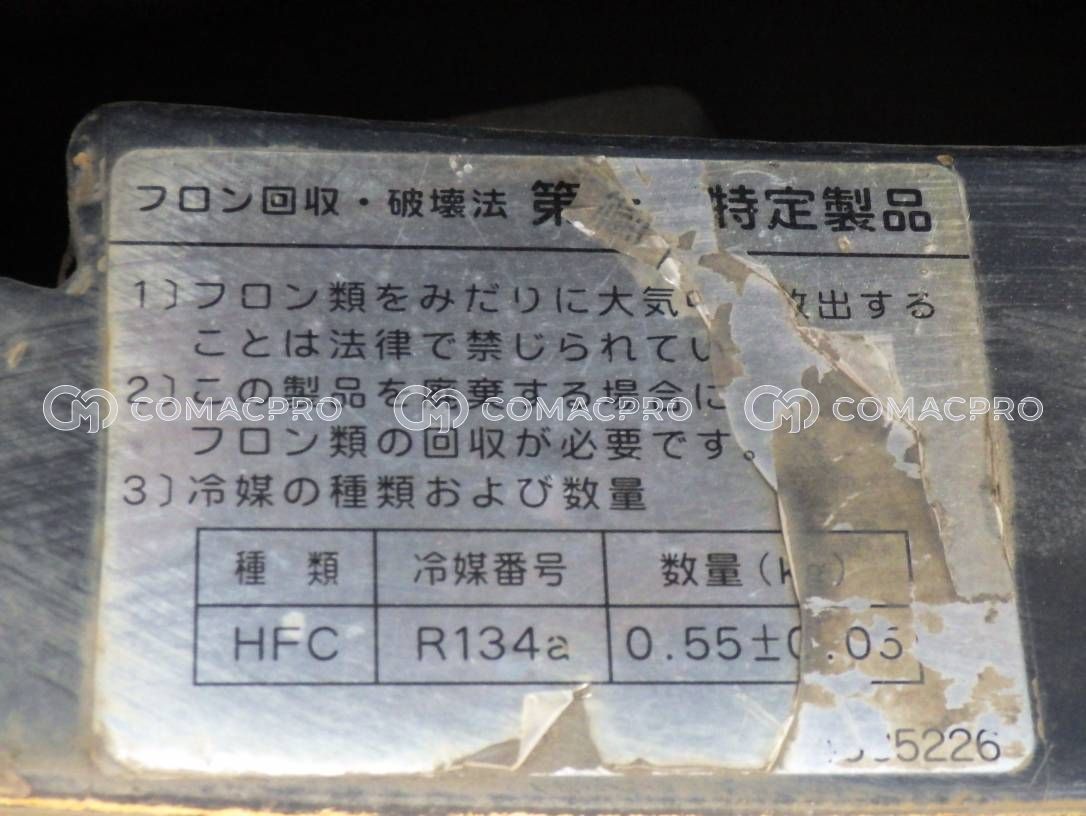 フロン回収・破壊法 第 特定製品
1)フロン類をみだりに大気 放出する
ことは法律で禁じられてい
2)この製品を廃棄する場合に
フロン類の回収が必要です。
3)冷媒の種類および数量
種類 冷媒番号 数量(kg)
HFC R134a 0.55±0.05
5226
COMACPRO COMACPRO COMACPRO